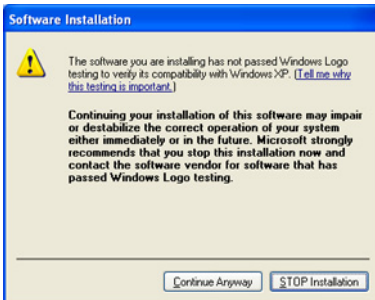 Software Installation
The software you are installing has not passed Windows Logo
testing to verify its compatibility with Windows XP. (Tell me why
this testing is important.)
Continuing your installation of this software may impair
or destabilize the correct operation of your system
either immediately or in the future. Microsoft strongly
recommends that you stop this installation now and
contact the software vendor for software that has
passed Windows Logo testing.
Continue Anyway
STOP Installation